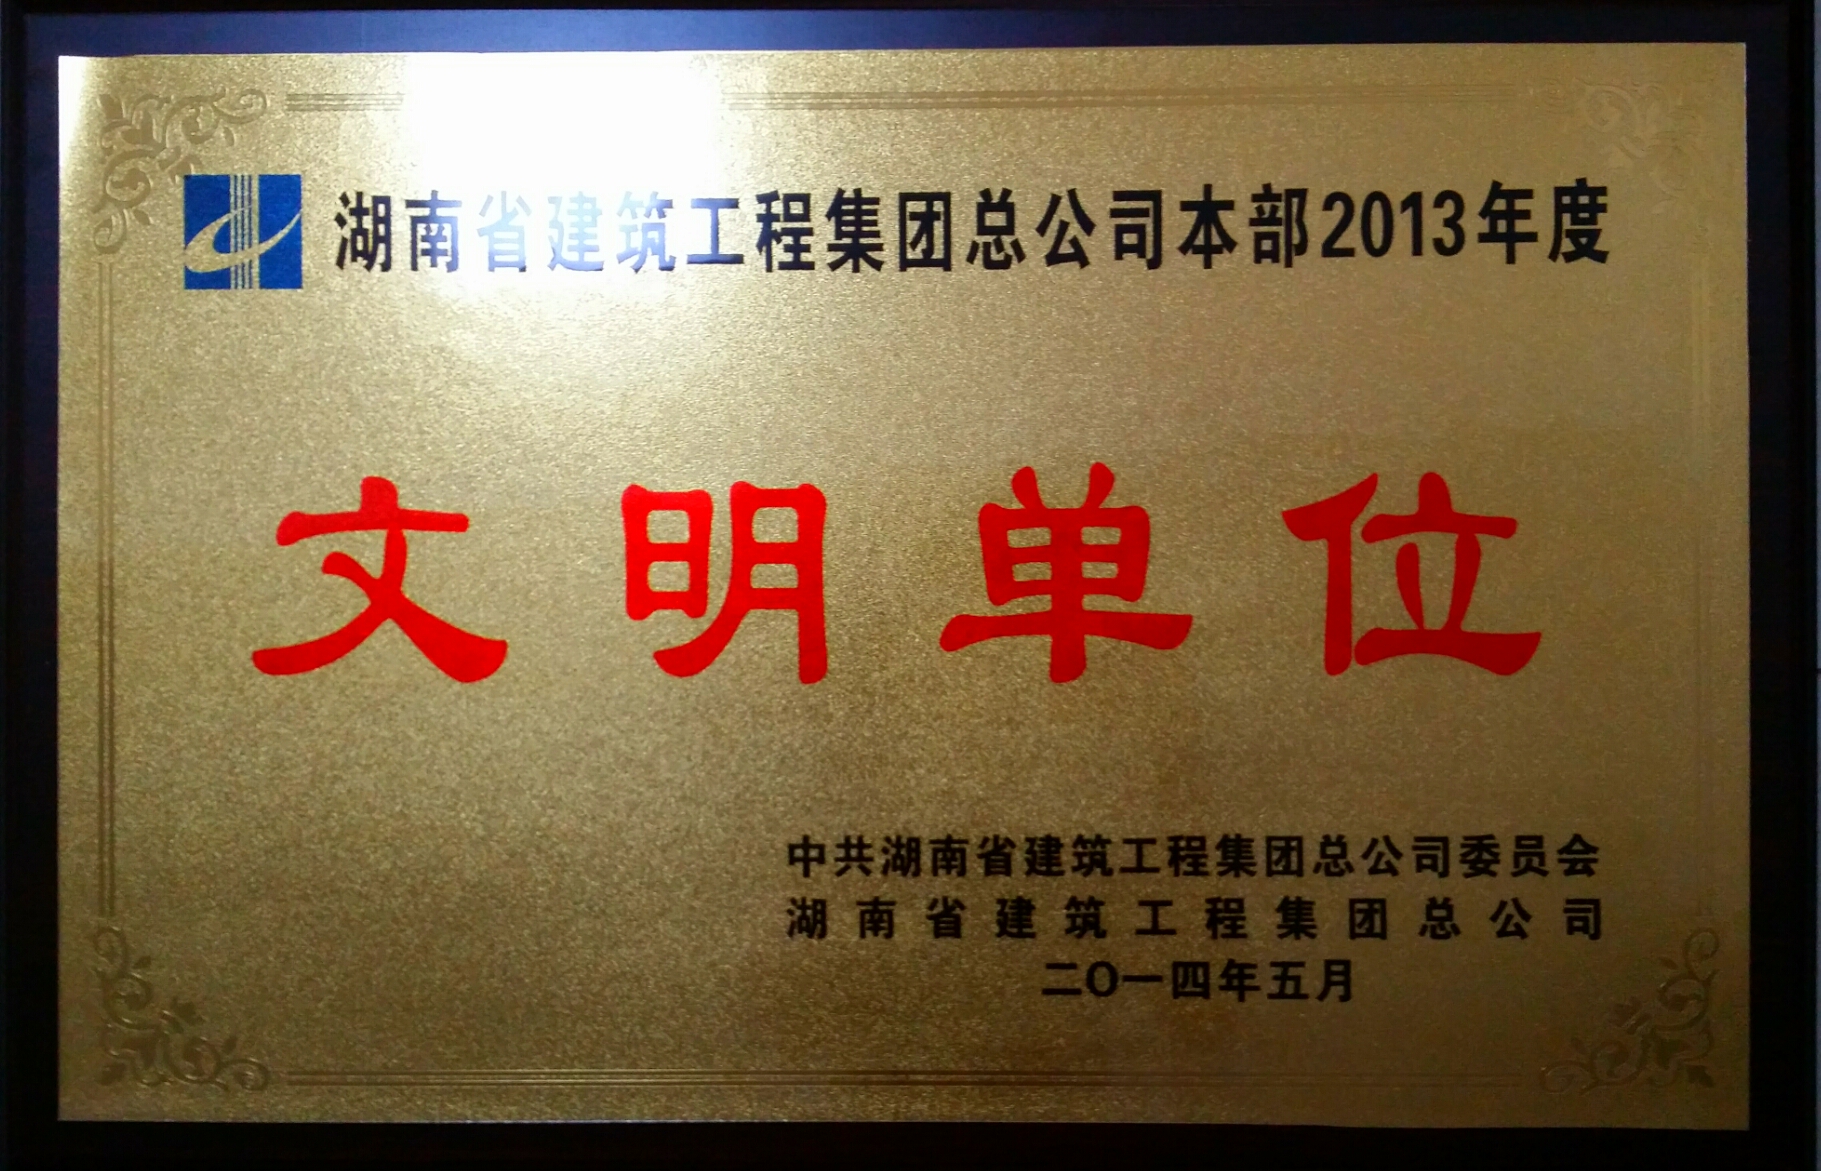 湖南省建筑工程集团总公司本部2013年度
文明单位
中共湖南省建筑工程集团总公司委员会
湖南省建筑工程集团总公司
二〇一四年五月